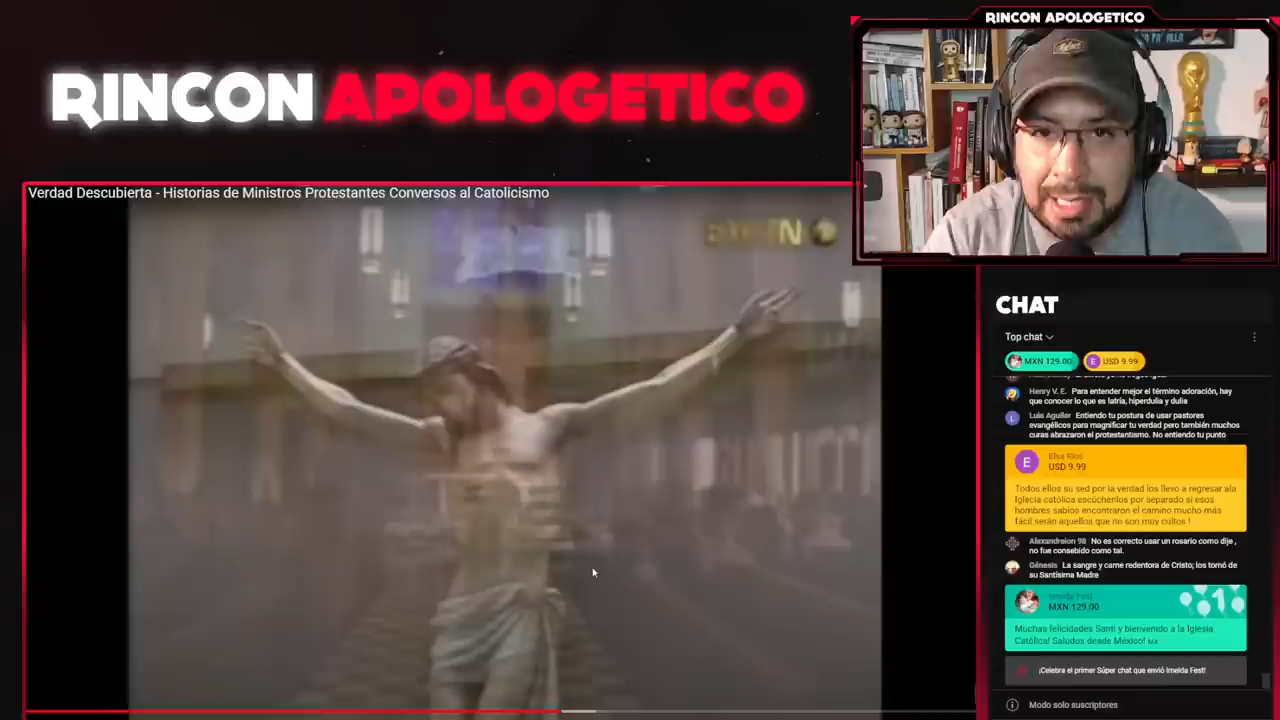 RINCON APOLOGETICO
RINCON APOLOGETICO
Verdad Descubierta - Historias de Ministros Protestantes Conversos al Catolicismo
CHAT
Top chat
MXN 129.00
E USD 9.99
Henry V. E. Para entender mejor el término adoración, hay
que conocer lo que es latría, hiperdulia y dulia
L Luis Aguilar Entiendo tu postura de usar pastores
evangélicos para magnificar tu verdad pero también muchos
curas abrazaron el protestantismo. No entiendo tu punto
E Elsa Rios
USD 9.99
Todos ellos su sed por la verdad los llevo a regresar ala
Iglecia católica escúchenlos por separado si esos
hombres sabios encontraron el camino mucho más
fácil serán aquellos que no son muy cultos !
Alexandreion 98 No es correcto usar un rosario como dije ,
no fue consebido como tal.
Génesis La sangre y carne redentora de Cristo; los tomó de
su Santísima Madre
Imelda Fest
MXN 129,00
Muchas felicidades Santi y bienvenido a la Iglesia
Católica! Saludos desde México! MX
¡Celebra el primer Súper chat que envió Imelda Fest!
Modo solo suscriptores